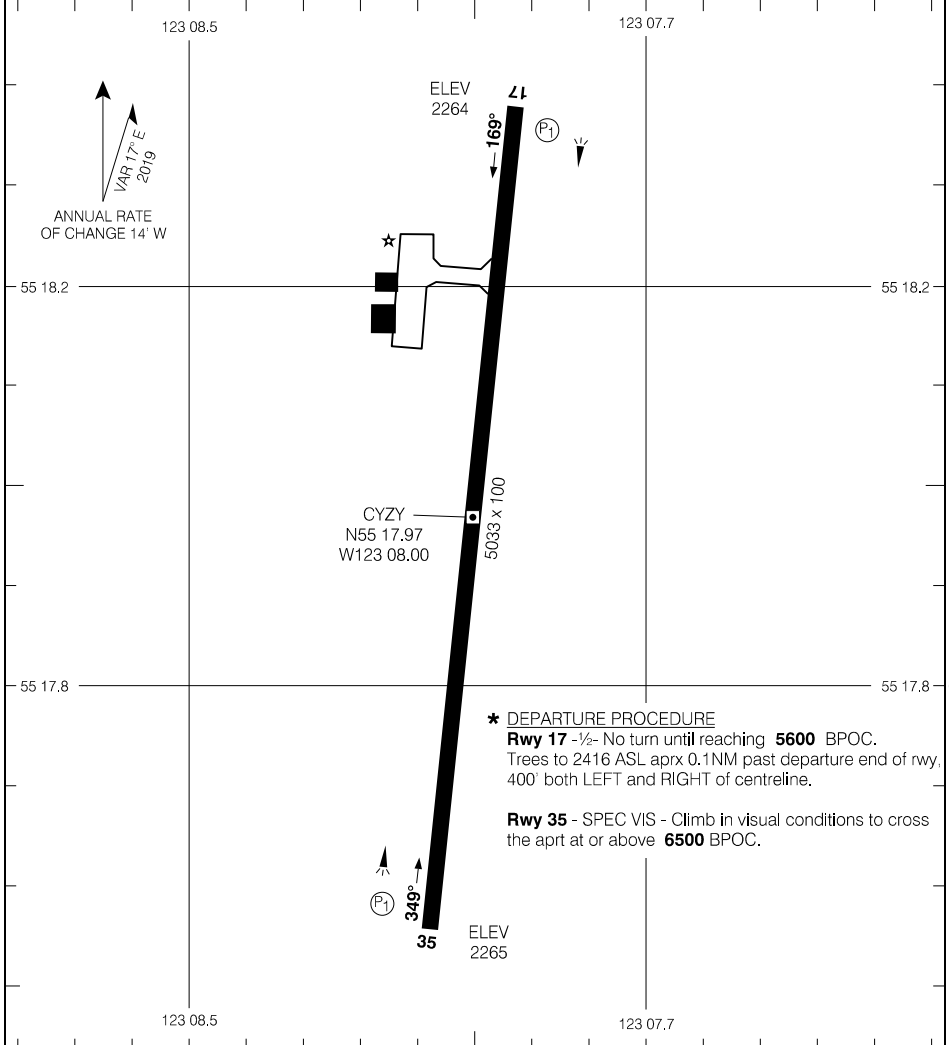 123 08.5
123 07.7
ELEV
2264
17
169°
P1
VAR 17° E
2019
ANNUAL RATE
OF CHANGE 14' W
55 18.2
55 18.2
CYZY
N55 17.97
W123 08.00
5033 x 100
55 17.8
55 17.8
* DEPARTURE PROCEDURE
Rwy 17 -½- No turn until reaching 5600 BPOC.
Trees to 2416 ASL aprx 0.1NM past departure end of rwy,
400' both LEFT and RIGHT of centreline.
Rwy 35 - SPEC VIS - Climb in visual conditions to cross
the aprt at or above 6500 BPOC.
P1
349°
35
ELEV
2265
123 08.5
123 07.7